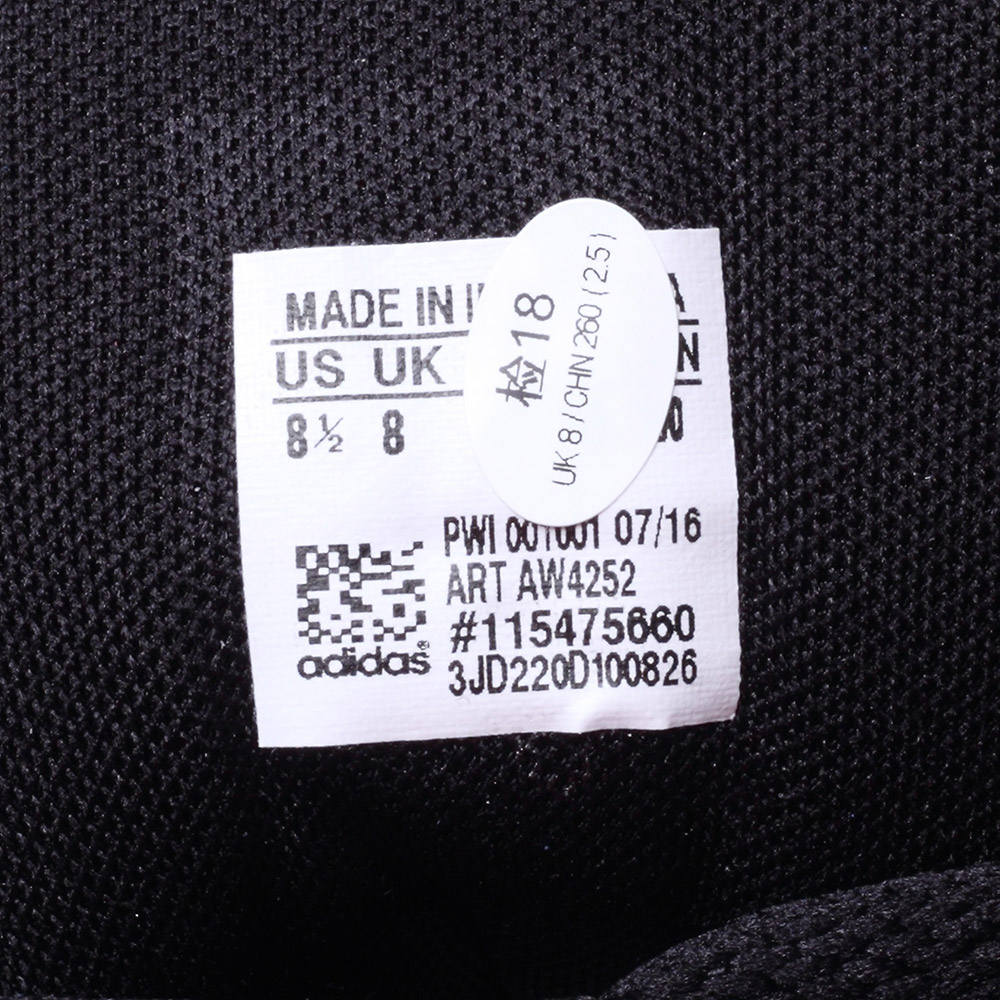 MADE IN
US UK
8½ 8
检18
UK 8 / CHN 260 (2.5)
PWI 001001 07/16
ART AW4252
#115475660
adidas®
3JD220D100826